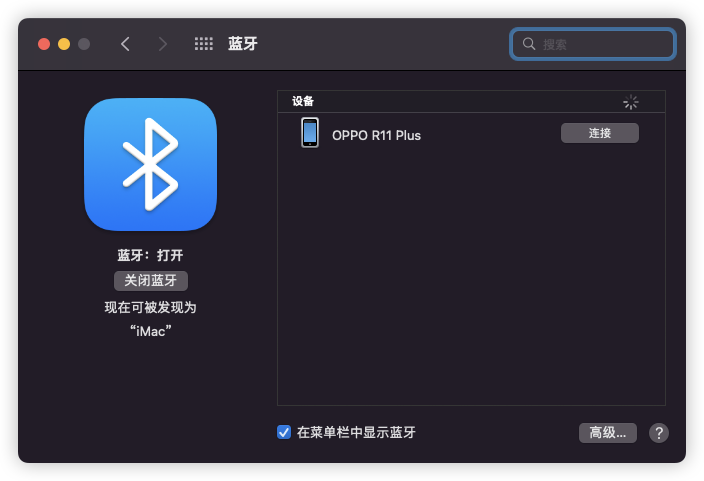 蓝牙
搜索
设备
OPPO R11 Plus
连接
蓝牙：打开
关闭蓝牙
现在可被发现为
“iMac”
在菜单栏中显示蓝牙
高级...
?